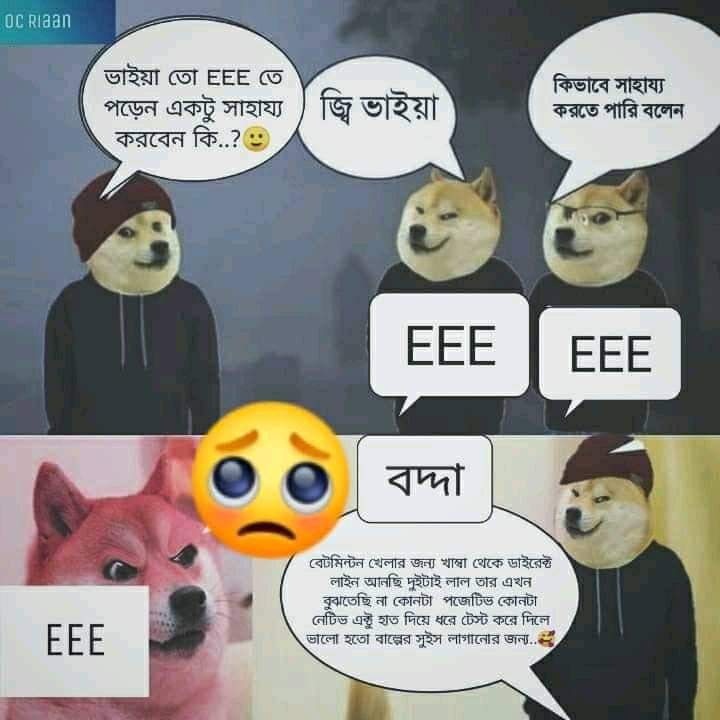 OC RIaan
ভাইয়া তো EEE তে
পড়েন একটু সাহায্য
করবেন কি..?🙂
জ্বি ভাইয়া
কিভাবে সাহায্য
করতে পারি বলেন
EEE
EEE
বদ্দা
বেটমিন্টন খেলার জন্য খাম্বা থেকে ডাইরেক্ট
লাইন আনছি দুইটাই লাল তার এখন
বুঝতেছি না কোনটা পজেটিভ কোনটা
নেটিভ এক্টু হাত দিয়ে ধরে টেস্ট করে দিলে
ভালো হতো বাল্বের সুইস লাগানোর জন্য..🥰
EEE